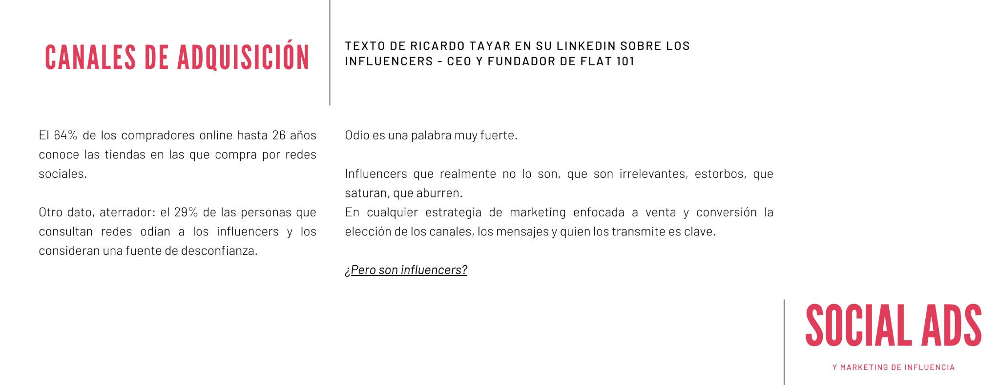 CANALES DE ADQUISICIÓN
TEXTO DE RICARDO TAYAR EN SU LINKEDIN SOBRE LOS
INFLUENCERS - CEO Y FUNDADOR DE FLAT 101
El 64% de los compradores online hasta 26 años
conoce las tiendas en las que compra por redes
sociales.
Otro dato, aterrador: el 29% de las personas que
consultan redes odian a los influencers y los
consideran una fuente de desconfianza.
Odio es una palabra muy fuerte.
Influencers que realmente no lo son, que son irrelevantes, estorbos, que
saturan, que aburren.
En cualquier estrategia de marketing enfocada a venta y conversión la
elección de los canales, los mensajes y quien los transmite es clave.
¿Pero son influencers?
SOCIAL ADS
Y MARKETING DE INFLUENCIA